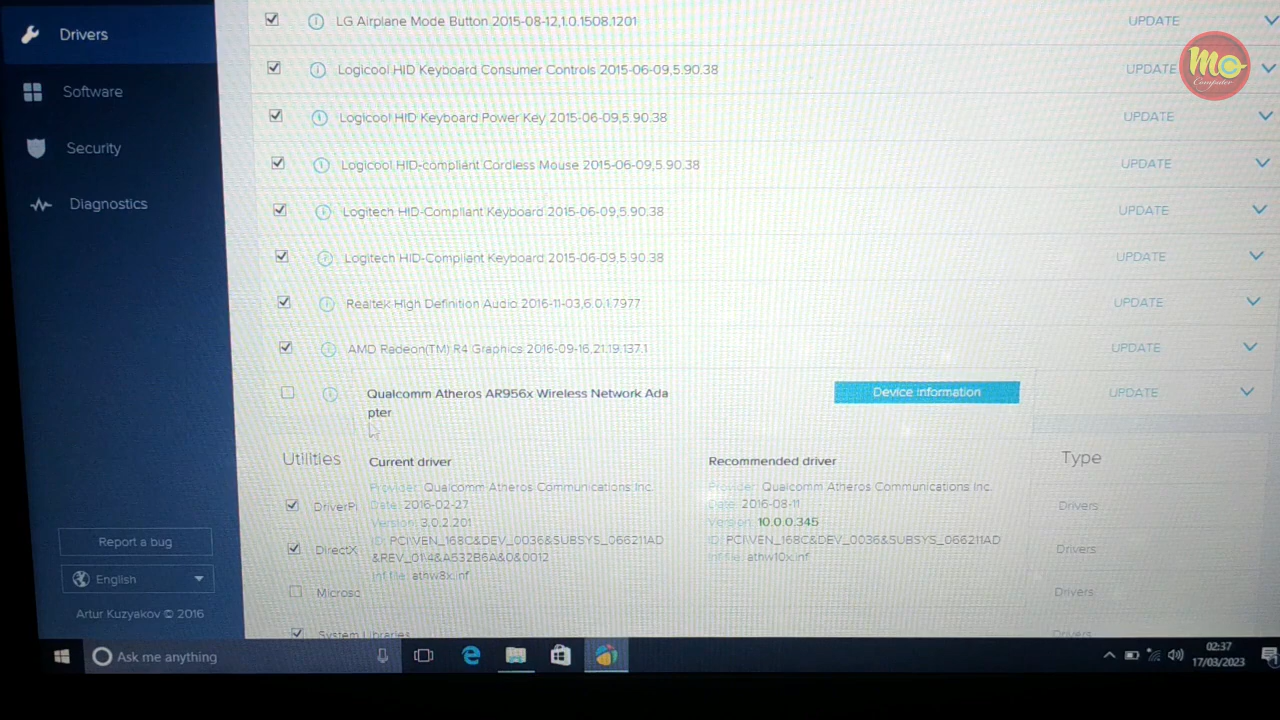 Drivers
Software
Security
Diagnostics
Report a bug
English
Artur Kuzyakov © 2016
LG Airplane Mode Button 2015-08-12,1.0.1508.1201 UPDATE
Logicool HID Keyboard Consumer Controls 2015-06-09,5.90.38 UPDATE
Logicool HID Keyboard Power Key 2015-06-09,5.90.38 UPDATE
Logicool HID-compliant Cordless Mouse 2015-06-09,5.90.38 UPDATE
Logitech HID-Compliant Keyboard 2015-06-09,5.90.38 UPDATE
Logitech HID-Compliant Keyboard 2015-06-09,5.90.38 UPDATE
Realtek High Definition Audio 2016-11-03,6.0.1.7977 UPDATE
AMD Radeon(TM) R4 Graphics 2016-09-16,21.19.137.1 UPDATE
Qualcomm Atheros AR956x Wireless Network Ada Device information UPDATE
pter
Utilities Type
Current driver
Provider: Qualcomm Atheros Communications Inc.
Date: 2016-02-27
Version: 3.0.2.201
ID: PCI\VEN_168C&DEV_0036&SUBSYS_066211AD
&REV_01\4&A532B6A&0&0012
Inf file: athw8x.inf
Recommended driver
Provider: Qualcomm Atheros Communications Inc.
Date: 2016-08-11
Version: 10.0.0.345
ID: PCI\VEN_168C&DEV_0036&SUBSYS_066211AD
Inf file: athw10x.inf
DriverPi Drivers
DirectX Drivers
Microsc Drivers
System Libraries Drivers
Ask me anything
02:37
17/03/2023
1
MC
Computer